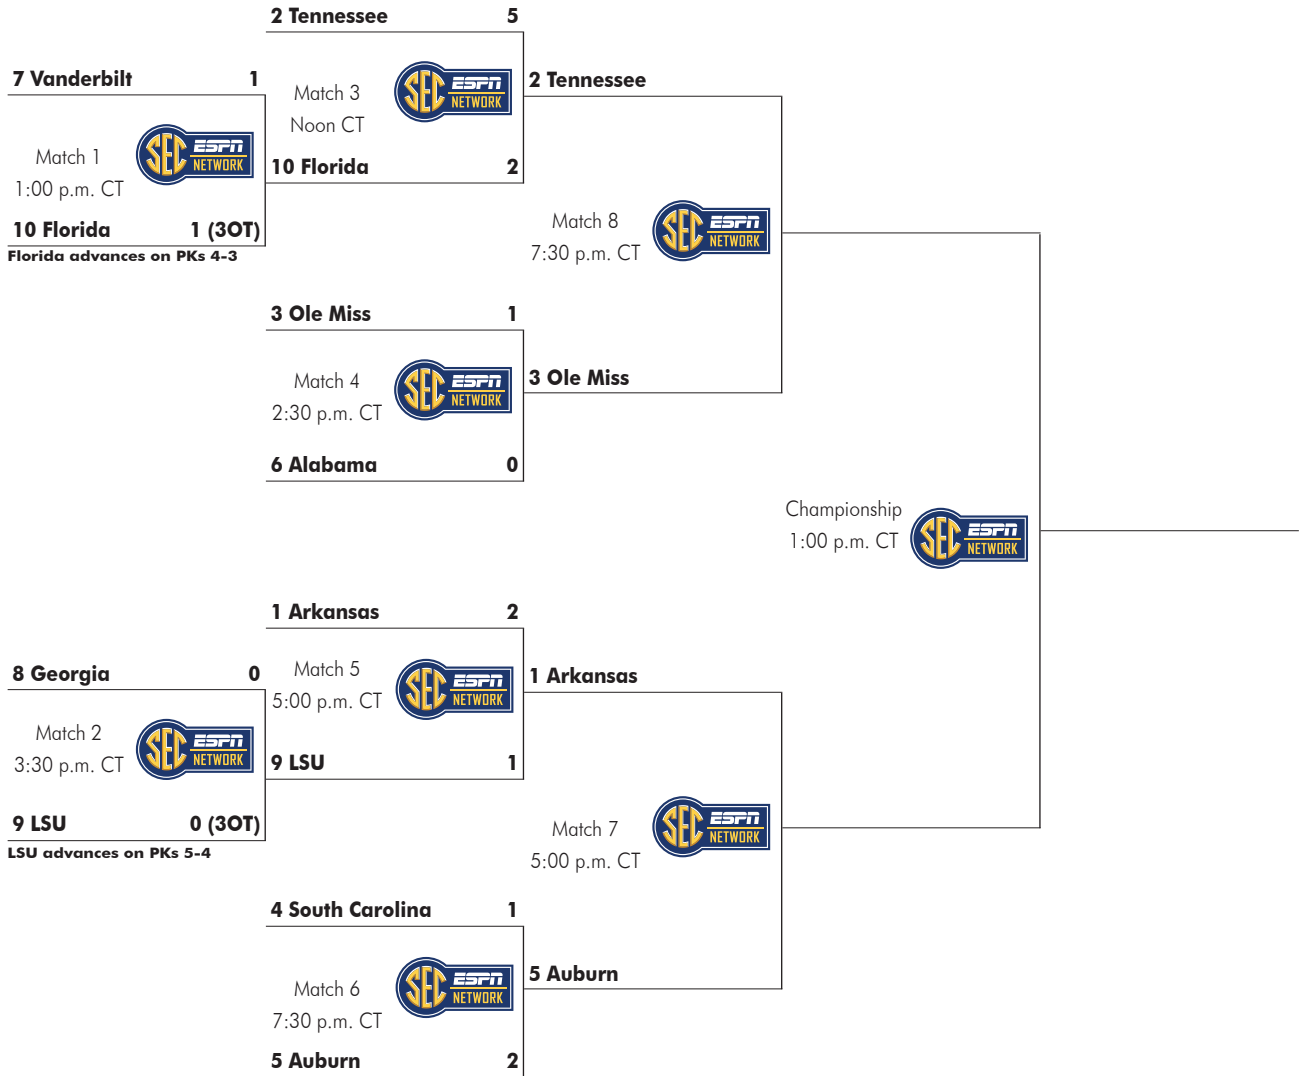 2 Tennessee 5
7 Vanderbilt 1
Match 3
Noon CT
SEC ESPN NETWORK
2 Tennessee
Match 1
1:00 p.m. CT
SEC ESPN NETWORK
10 Florida 2
10 Florida 1 (3OT)
Florida advances on PKs 4-3
Match 8
7:30 p.m. CT
SEC ESPN NETWORK
3 Ole Miss 1
Match 4
2:30 p.m. CT
SEC ESPN NETWORK
3 Ole Miss
6 Alabama 0
Championship
1:00 p.m. CT
SEC ESPN NETWORK
1 Arkansas 2
8 Georgia 0
Match 5
5:00 p.m. CT
SEC ESPN NETWORK
1 Arkansas
Match 2
3:30 p.m. CT
SEC ESPN NETWORK
9 LSU 1
9 LSU 0 (3OT)
LSU advances on PKs 5-4
Match 7
5:00 p.m. CT
SEC ESPN NETWORK
4 South Carolina 1
Match 6
7:30 p.m. CT
SEC ESPN NETWORK
5 Auburn
5 Auburn 2